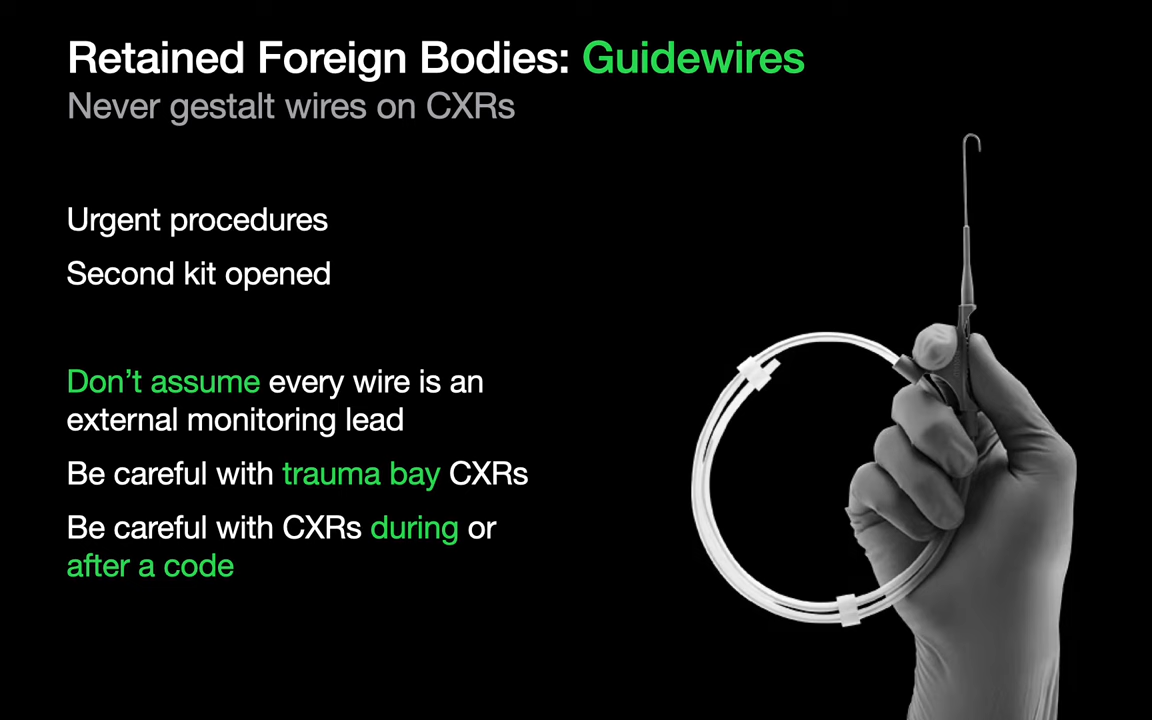 Retained Foreign Bodies: Guidewires
Never gestalt wires on CXRs
Urgent procedures
Second kit opened
Don’t assume every wire is an
external monitoring lead
Be careful with trauma bay CXRs
Be careful with CXRs during or
after a code